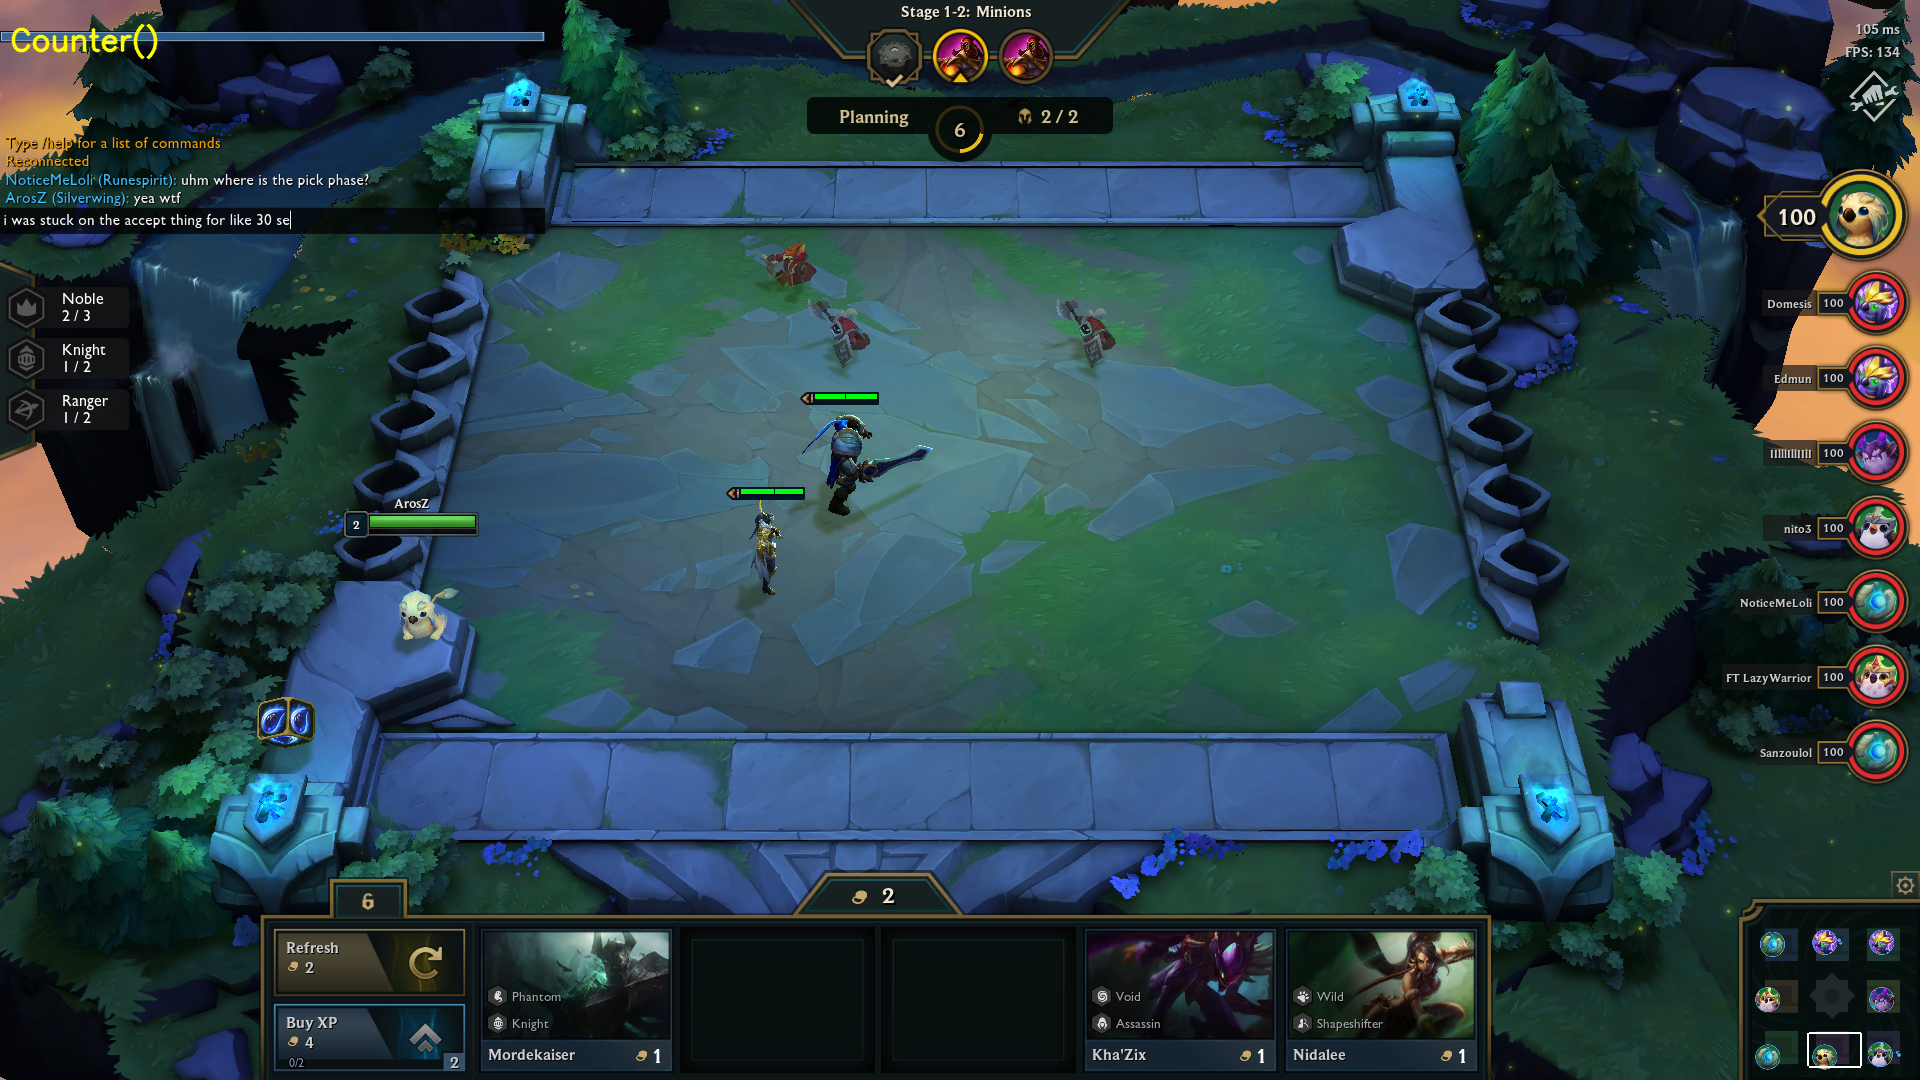 Stage 1-2: Minions
Counter()
105 ms
FPS: 134
Planning
6
2 / 2
Type /help for a list of commands
Reconnected
NoticeMeLoli (Runespirit): uhm where is the pick phase?
ArosZ (Silverwing): yea wtf
i was stuck on the accept thing for like 30 se
100
Noble
2 / 3
Knight
1 / 2
Ranger
1 / 2
Domesis 100
Edmun 100
100
nito3 100
NoticeMeLoli 100
FT LazyWarrior 100
Sanzoulol 100
ArosZ
2
6
2
Refresh
2
Buy XP
4
0/2
2
Phantom
Knight
Mordekaiser 1
Void
Assassin
Kha'Zix 1
Wild
Shapeshifter
Nidalee 1